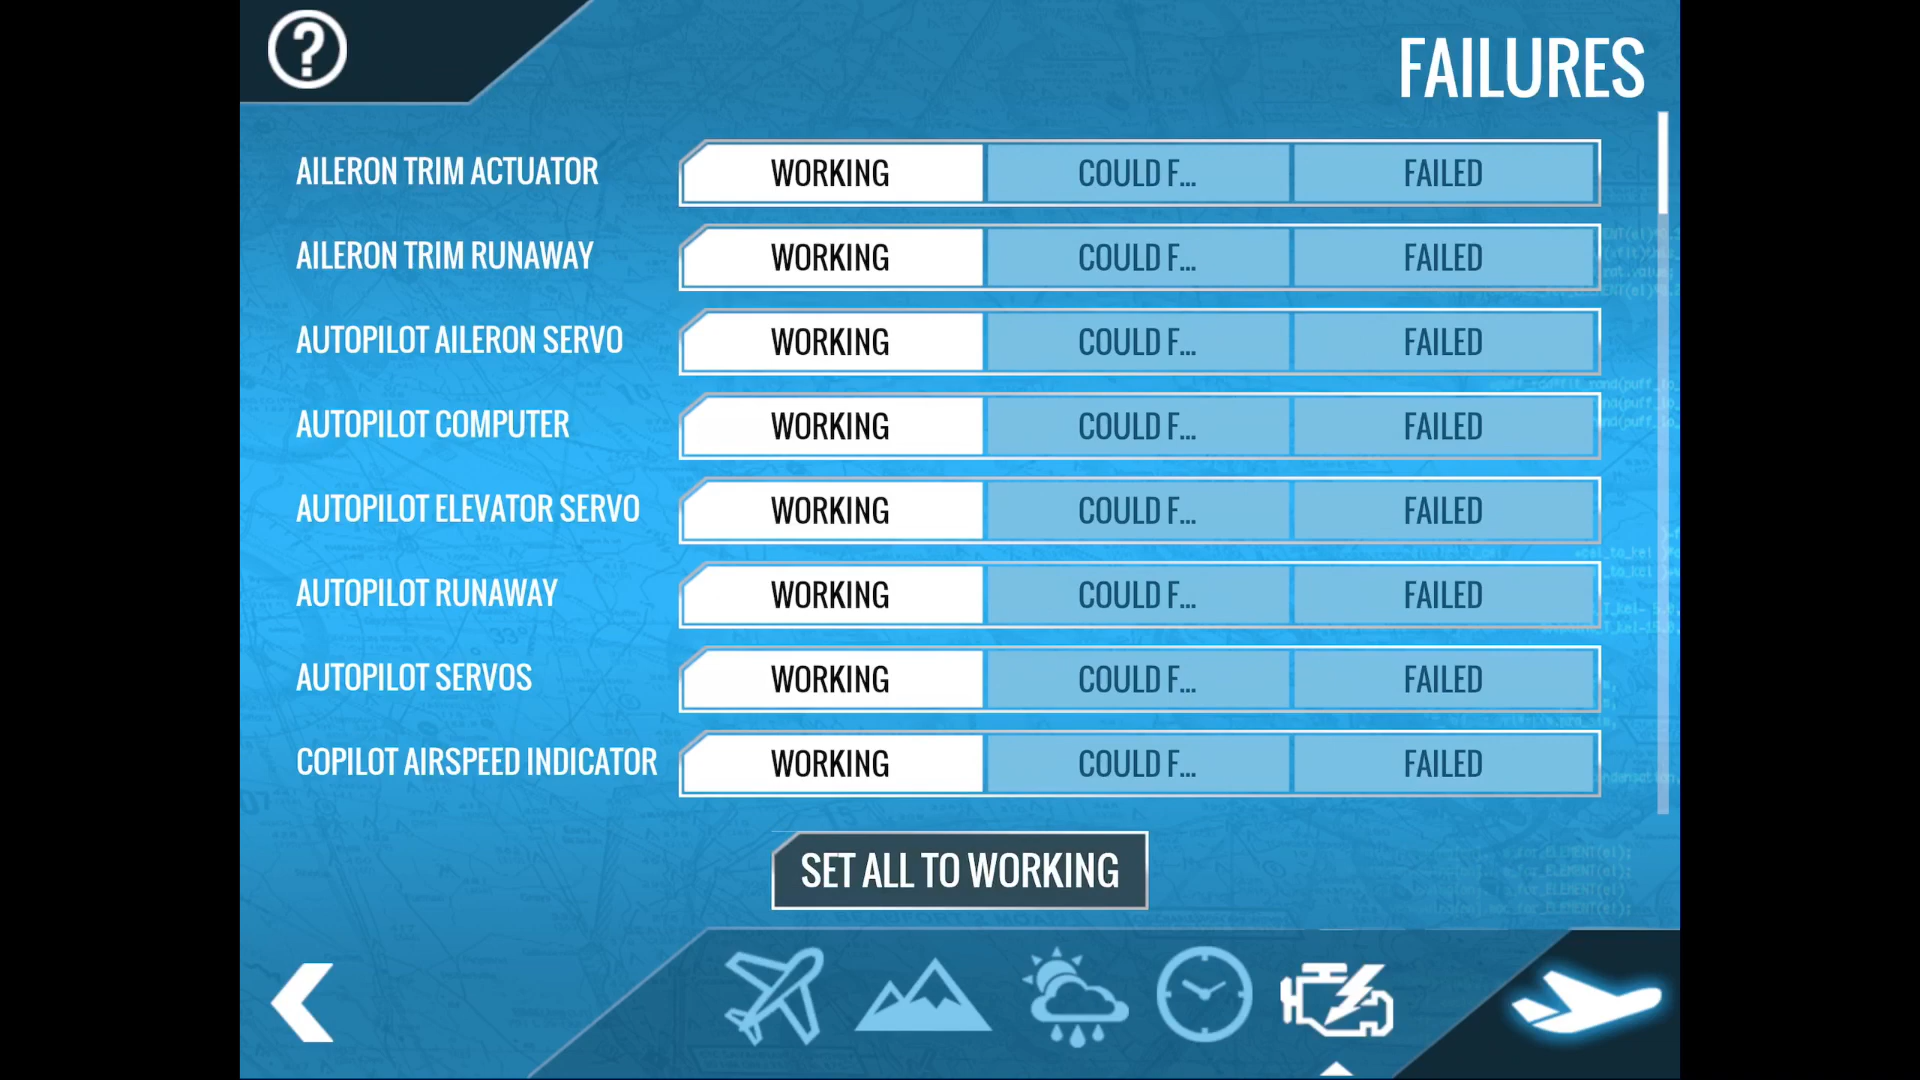 FAILURES
AILERON TRIM ACTUATOR WORKING COULD F... FAILED
AILERON TRIM RUNAWAY WORKING COULD F... FAILED
AUTOPILOT AILERON SERVO WORKING COULD F... FAILED
AUTOPILOT COMPUTER WORKING COULD F... FAILED
AUTOPILOT ELEVATOR SERVO WORKING COULD F... FAILED
AUTOPILOT RUNAWAY WORKING COULD F... FAILED
AUTOPILOT SERVOS WORKING COULD F... FAILED
COPILOT AIRSPEED INDICATOR WORKING COULD F... FAILED
SET ALL TO WORKING